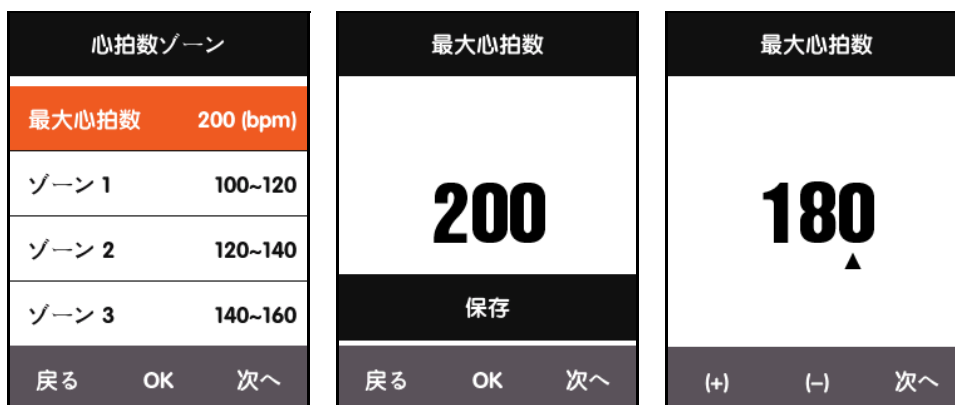 心拍数ゾーン
最大心拍数 200 (bpm)
ゾーン 1 100~120
ゾーン 2 120~140
ゾーン 3 140~160
戻る OK 次へ
最大心拍数
200
保存
戻る OK 次へ
最大心拍数
180
(+) (–) 次へ